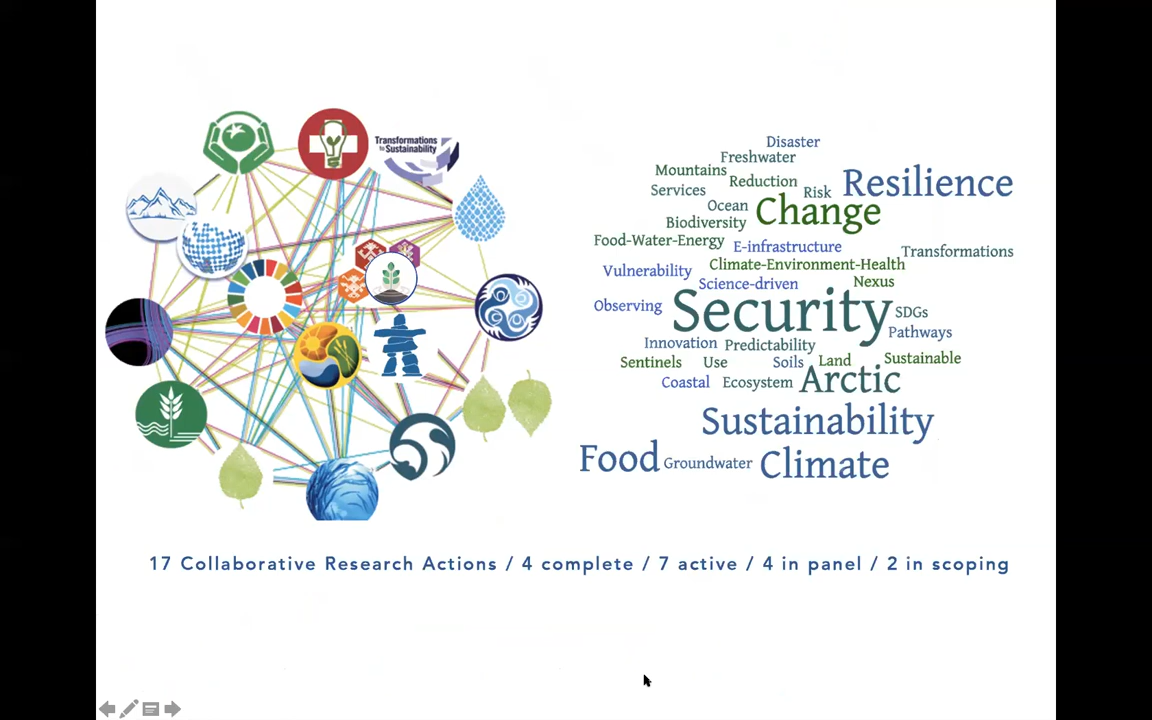 Transformations
to Sustainability
Disaster
Freshwater
Mountains
Reduction
Resilience
Services
Risk
Ocean
Change
Biodiversity
Food-Water-Energy
E-infrastructure
Transformations
Climate-Environment-Health
Vulnerability
Science-driven
Nexus
Observing
Security
SDGs
Pathways
Innovation
Predictability
Sentinels
Use
Soils
Land
Sustainable
Coastal
Ecosystem
Arctic
Sustainability
Food
Groundwater
Climate
17 Collaborative Research Actions / 4 complete / 7 active / 4 in panel / 2 in scoping